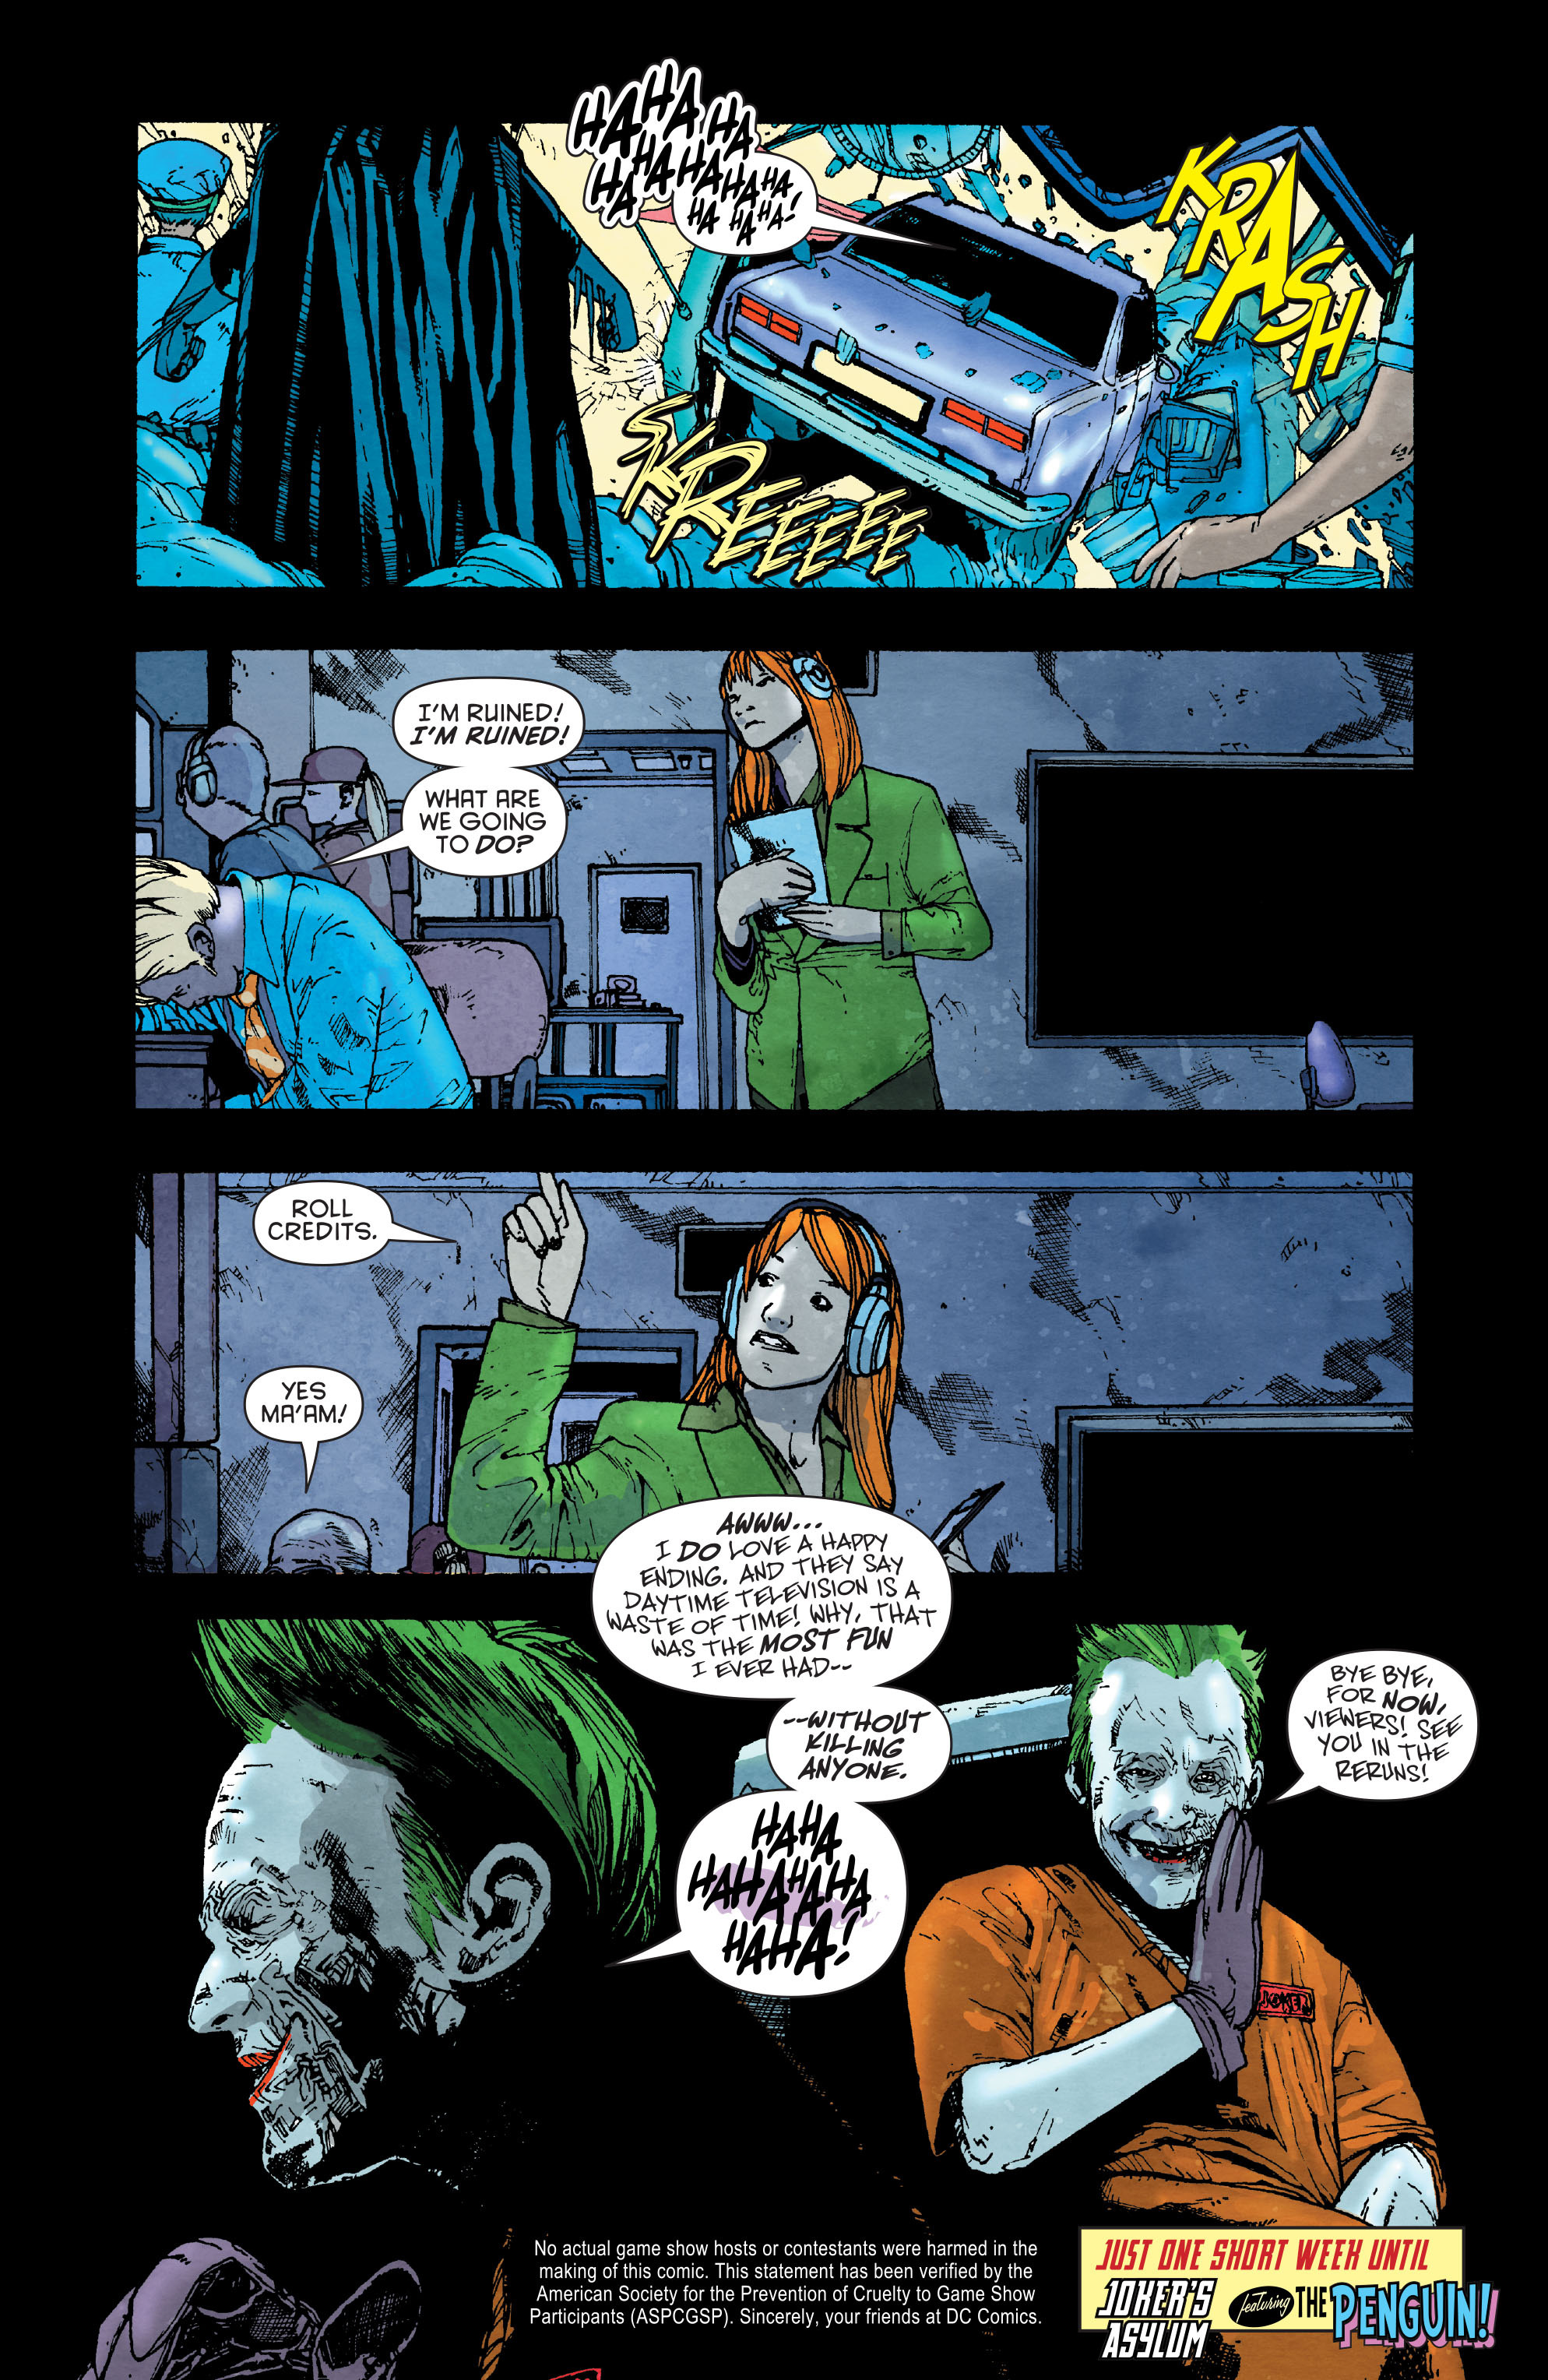 HAHA HA
HAHAHAHAHA
HA HA HAHA!
HA
KRASH
SKREEEEEE
I'M RUINED!
I'M RUINED!
WHAT ARE
WE GOING
TO DO?
ROLL
CREDITS.
YES
MA'AM!
AWWW...
I DO LOVE A HAPPY
ENDING. AND THEY SAY
DAYTIME TELEVISION IS A
WASTE OF TIME! WHY, THAT
WAS THE MOST FUN
I EVER HAD--
--WITHOUT
KILLING
ANYONE.
HAHA
HAHAHAHA
HAHA!
BYE BYE,
FOR NOW,
VIEWERS! SEE
YOU IN THE
RERUNS!
JOKER
No actual game show hosts or contestants were harmed in the
making of this comic. This statement has been verified by the
American Society for the Prevention of Cruelty to Game Show
Participants (ASPCGSP). Sincerely, your friends at DC Comics.
JUST ONE SHORT WEEK UNTIL
JOKER'S
ASYLUM
featuring THE PENGUIN!